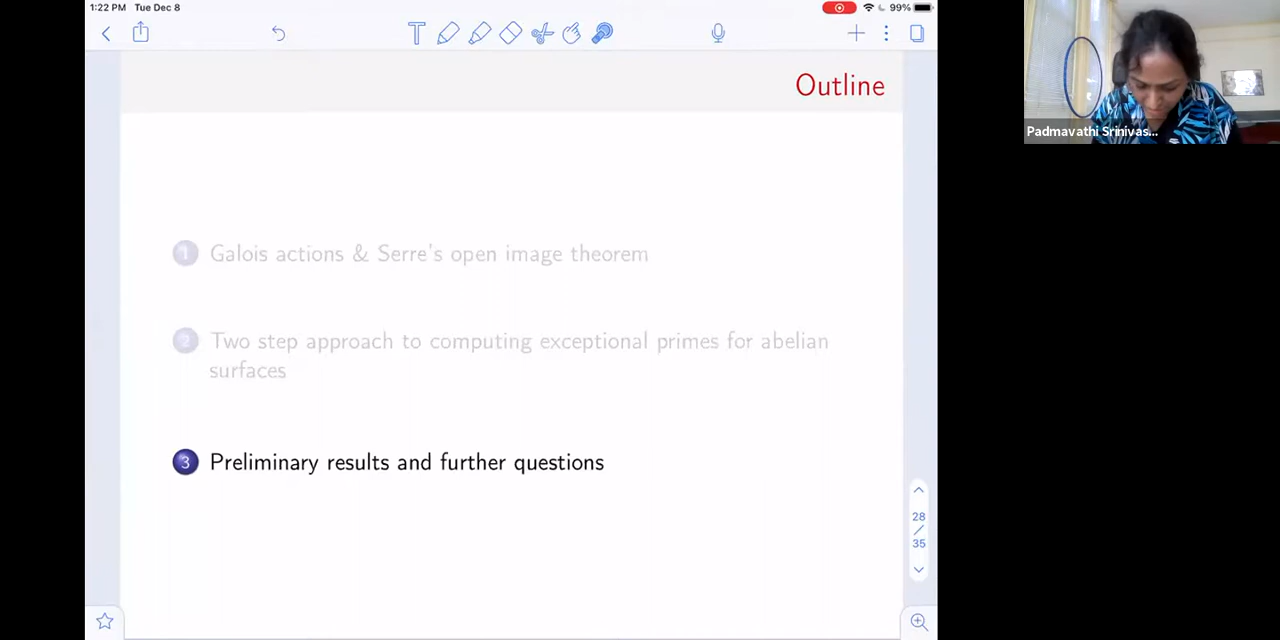 1:22 PM Tue Dec 8
99%
T
Outline
1 Galois actions & Serre's open image theorem
2 Two step approach to computing exceptional primes for abelian
surfaces
3 Preliminary results and further questions
28
/
35
Padmavathi Srinivas...